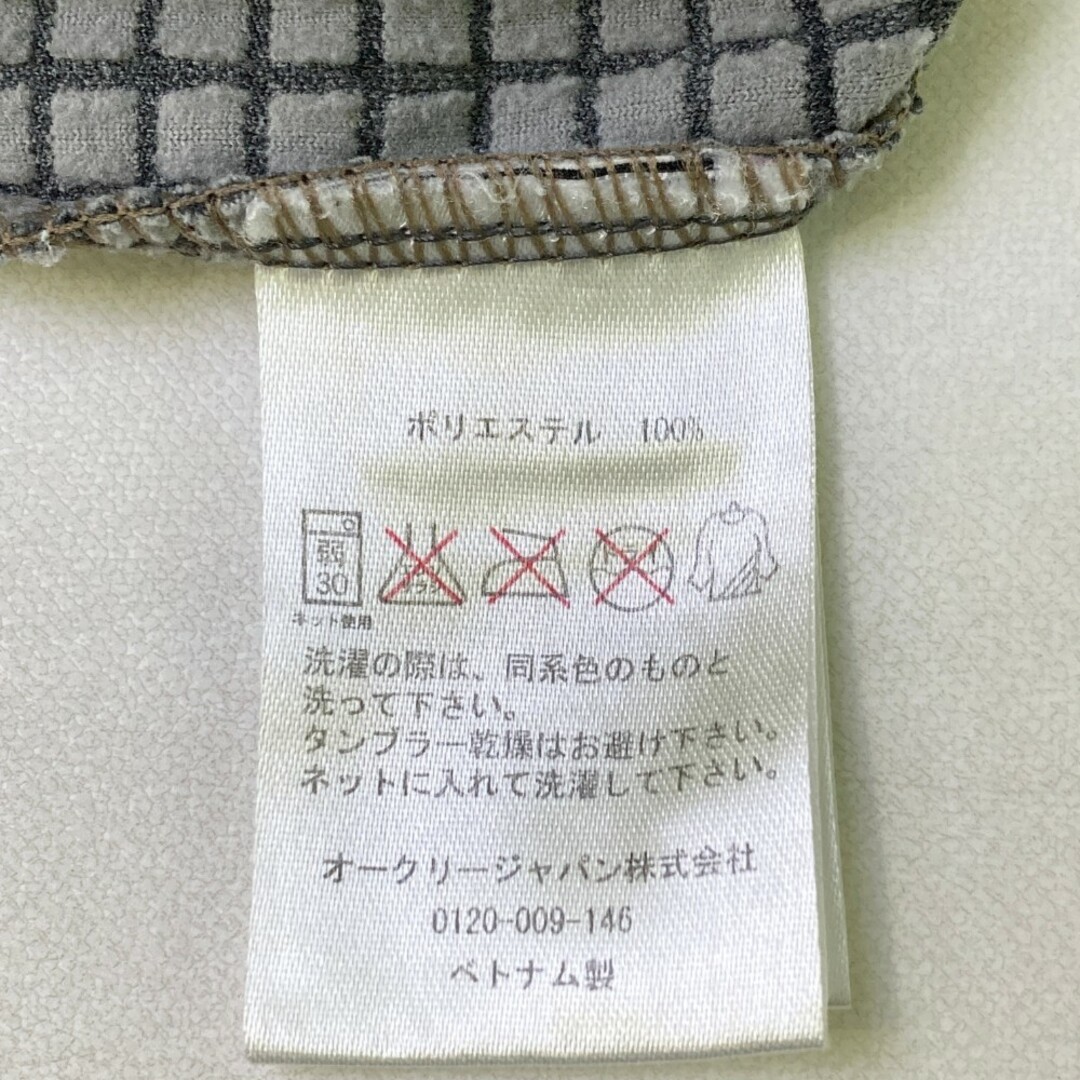 ポリエステル 100%
弱
30
ネット使用
洗濯の際は、同系色のものと
洗って下さい。
タンブラー乾燥はお避け下さい。
ネットに入れて洗濯して下さい。
オークリージャパン株式会社
0120-009-146
ベトナム製